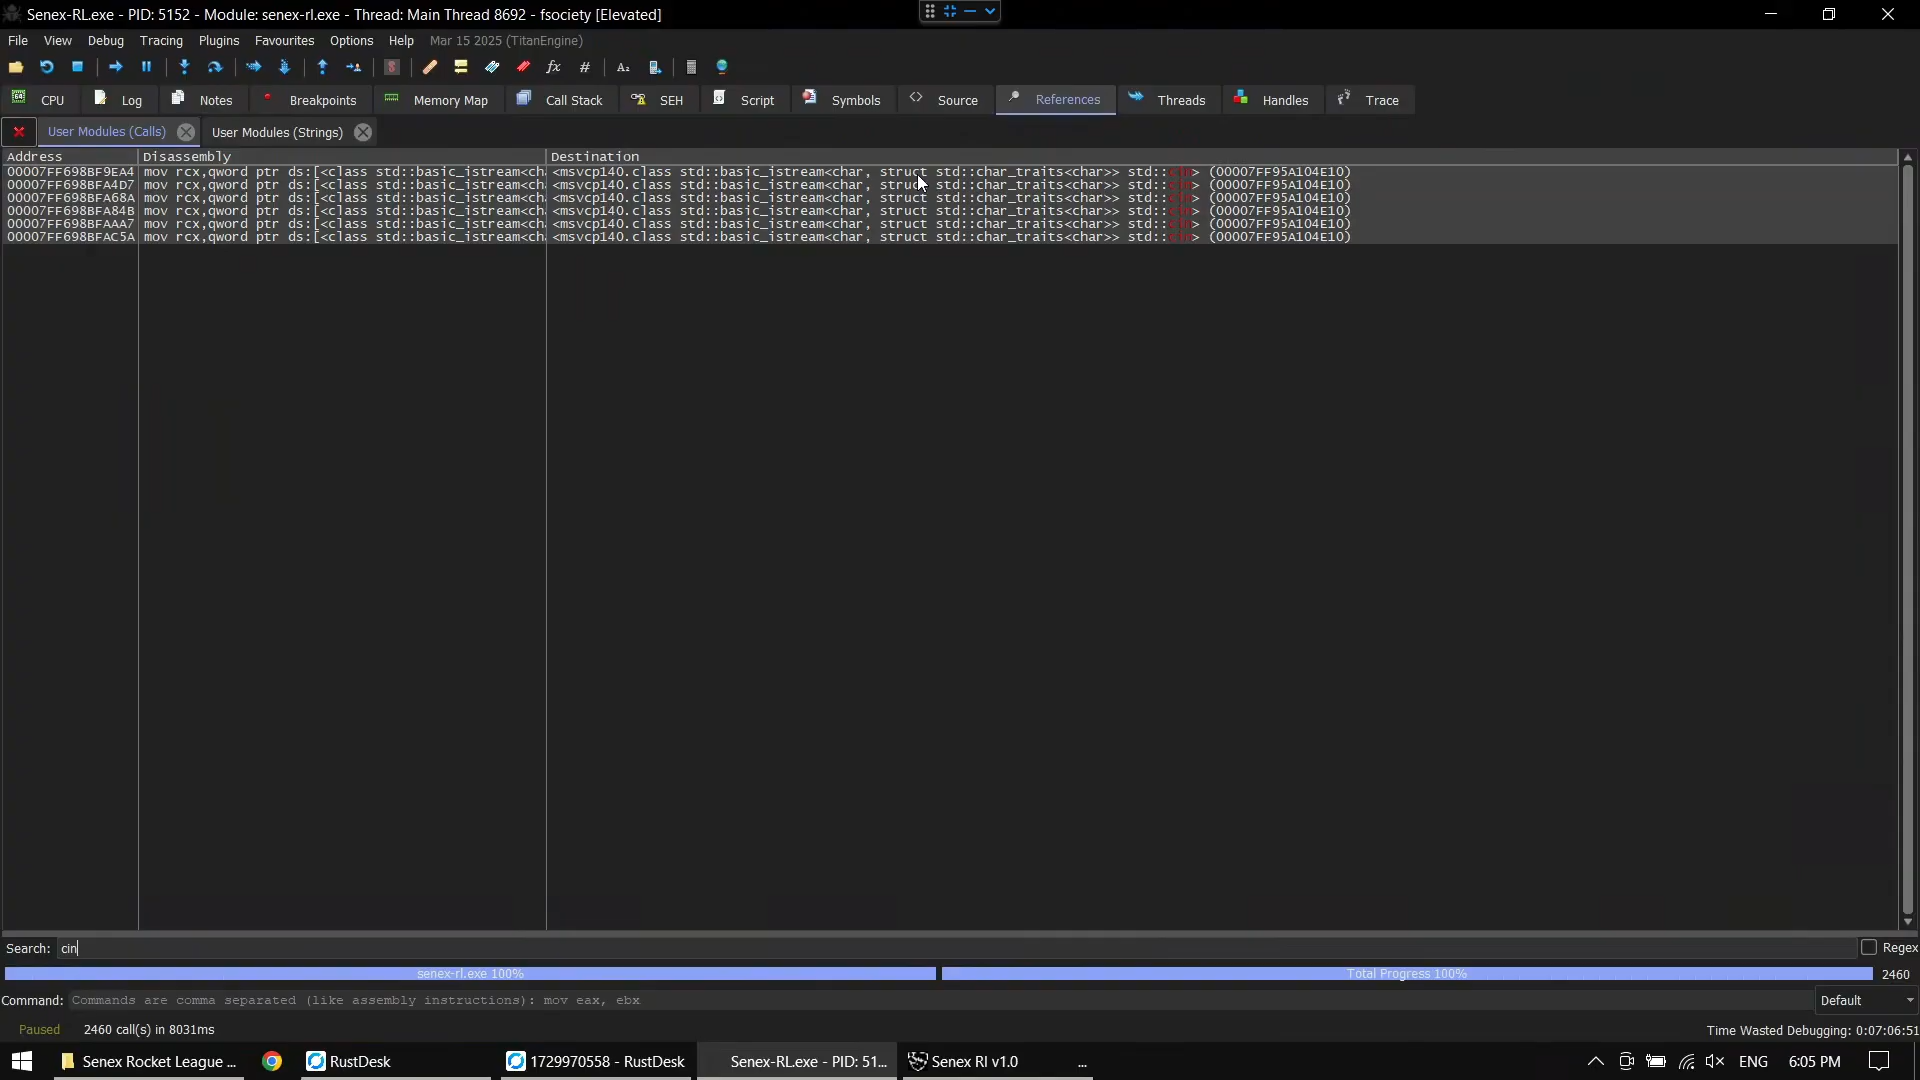 Senex-RL.exe - PID: 5152 - Module: senex-rl.exe - Thread: Main Thread 8692 - fsociety [Elevated]
File View Debug Tracing Plugins Favourites Options Help Mar 15 2025 (TitanEngine)
CPU Log Notes Breakpoints Memory Map Call Stack SEH Script Symbols Source References Threads Handles Trace
User Modules (Calls) User Modules (Strings)
Address Disassembly Destination
00007FF698BF9EA4 mov rcx,qword ptr ds:[<class std::basic_istream<cha <msvcp140.class std::basic_istream<char, struct std::char_traits<char>> std::cin> (00007FF95A104E10)
00007FF698BFA4D7 mov rcx,qword ptr ds:[<class std::basic_istream<ch <msvcp140.class std::basic_istream<char, struct std::char_traits<char>> std::cin> (00007FF95A104E10)
00007FF698BFA68A mov rcx,qword ptr ds:[<class std::basic_istream<ch <msvcp140.class std::basic_istream<char, struct std::char_traits<char>> std::cin> (00007FF95A104E10)
00007FF698BFA84B mov rcx,qword ptr ds:[<class std::basic_istream<ch <msvcp140.class std::basic_istream<char, struct std::char_traits<char>> std::cin> (00007FF95A104E10)
00007FF698BFAAA7 mov rcx,qword ptr ds:[<class std::basic_istream<ch <msvcp140.class std::basic_istream<char, struct std::char_traits<char>> std::cin> (00007FF95A104E10)
00007FF698BFAC5A mov rcx,qword ptr ds:[<class std::basic_istream<ch <msvcp140.class std::basic_istream<char, struct std::char_traits<char>> std::cin> (00007FF95A104E10)
Search: cin Regex
senex-rl.exe 100% Total Progress 100% 2460
Command: Commands are comma separated (like assembly instructions): mov eax, ebx Default
Paused 2460 call(s) in 8031ms Time Wasted Debugging: 0:07:06:51
Senex Rocket League ... RustDesk 1729970558 - RustDesk Senex-RL.exe - PID: 51... Senex Rl v1.0 ... ENG 6:05 PM